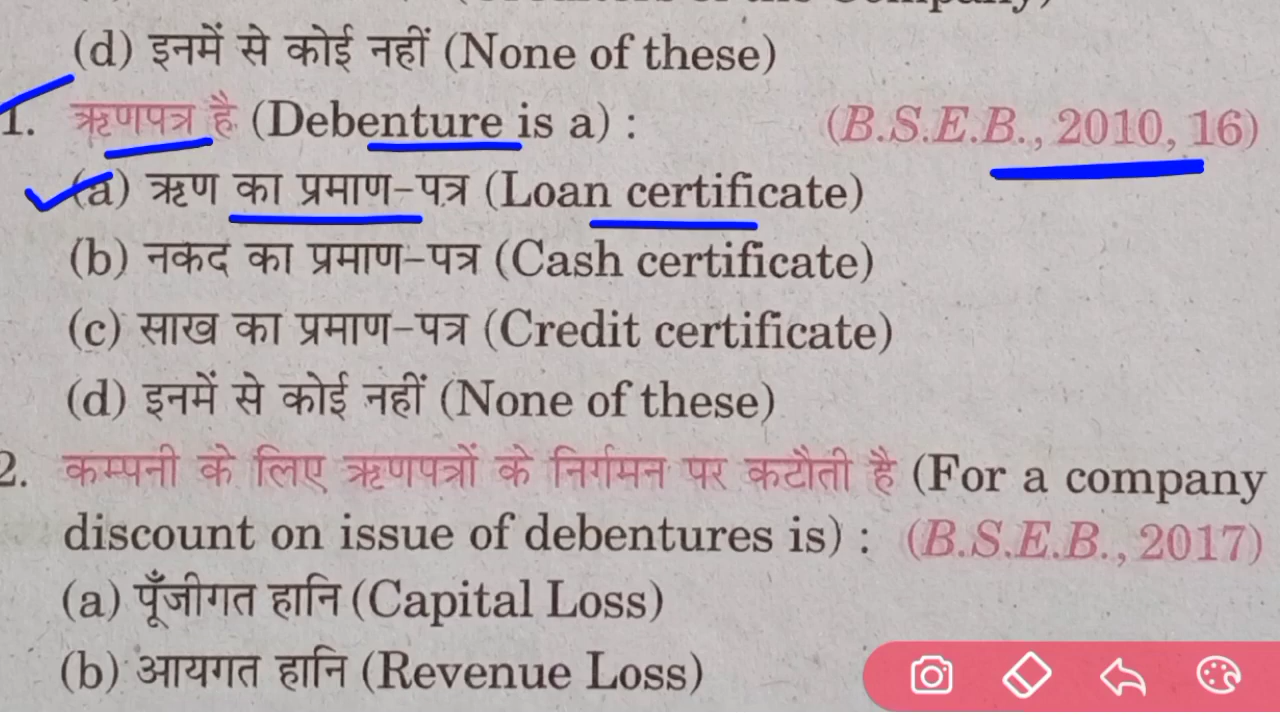 (d) इनमें से कोई नहीं (None of these)
1. ऋणपत्र है (Debenture is a) : (B.S.E.B., 2010, 16)
(a) ऋण का प्रमाण-पत्र (Loan certificate)
(b) नकद का प्रमाण-पत्र (Cash certificate)
(c) साख का प्रमाण-पत्र (Credit certificate)
(d) इनमें से कोई नहीं (None of these)
2. कम्पनी के लिए ऋणपत्रों के निर्गमन पर कटौती है (For a company
discount on issue of debentures is) : (B.S.E.B., 2017)
(a) पूँजीगत हानि (Capital Loss)
(b) आयगत हानि (Revenue Loss)